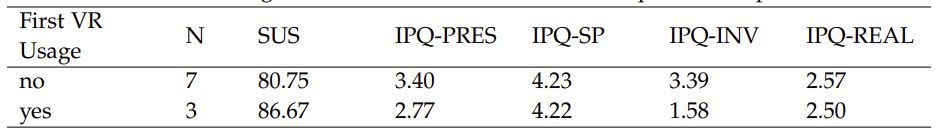 First VR Usage N SUS IPQ-PRES IPQ-SP IPQ-INV IPQ-REAL
no 7 80.75 3.40 4.23 3.39 2.57
yes 3 86.67 2.77 4.22 1.58 2.50